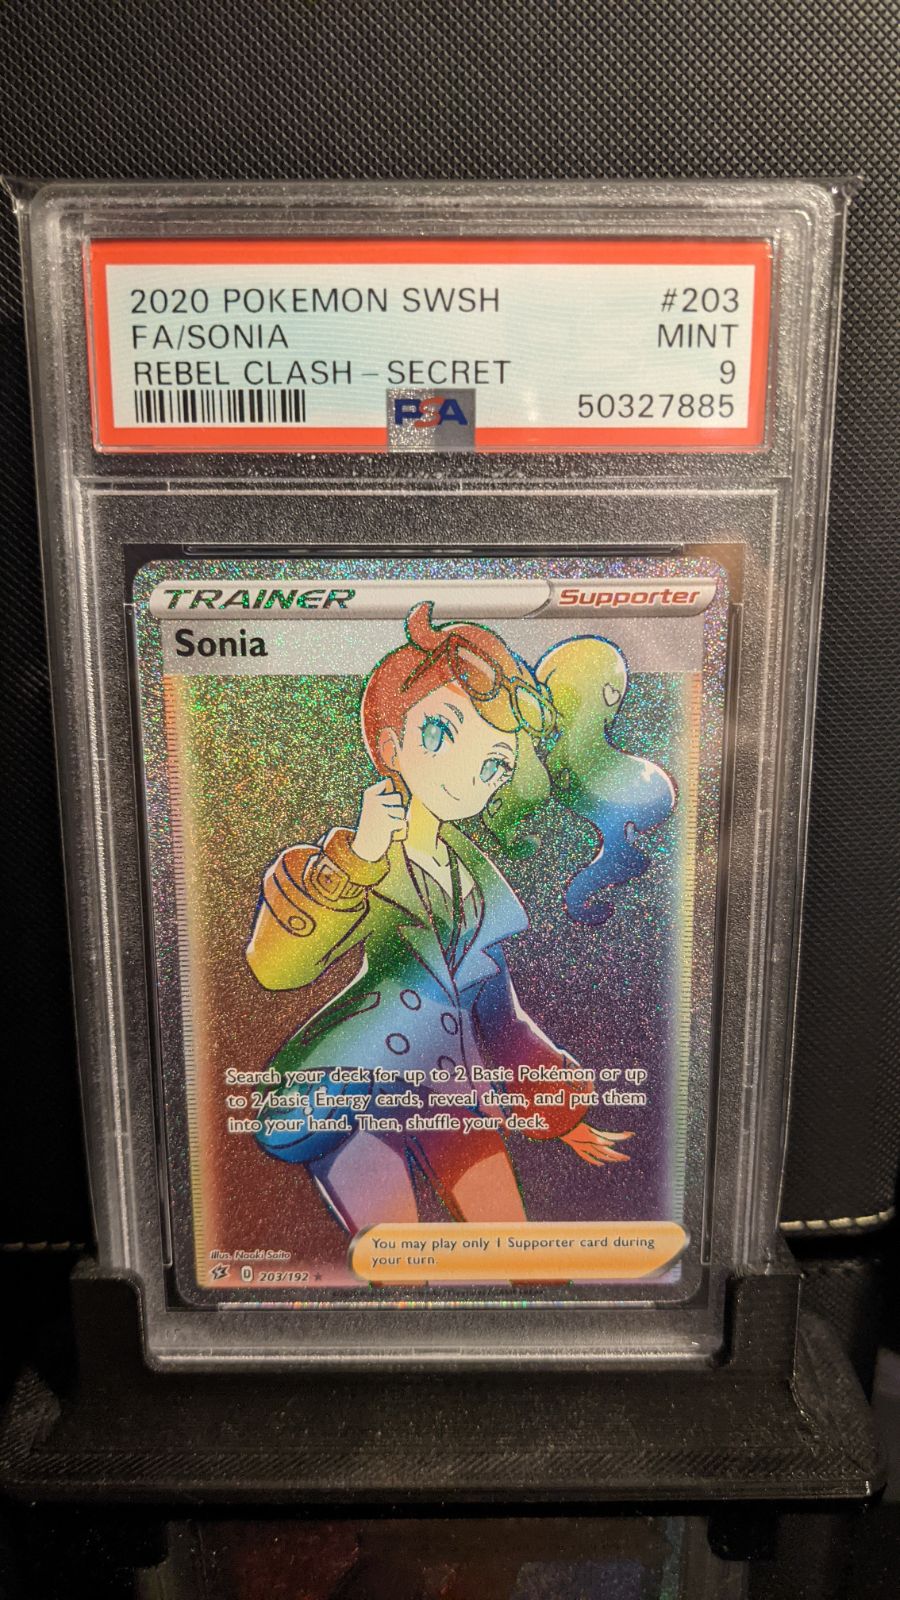 2020 POKEMON SWSH #203
FA/SONIA MINT
REBEL CLASH - SECRET 9
PSA 50327885
TRAINER Supporter
Sonia
Search your deck for up to 2 Basic Pokémon or up
to 2 basic Energy cards, reveal them, and put them
into your hand. Then, shuffle your deck.
You may play only 1 Supporter card during
your turn.
Illus. Naoki Saito
D 203/192